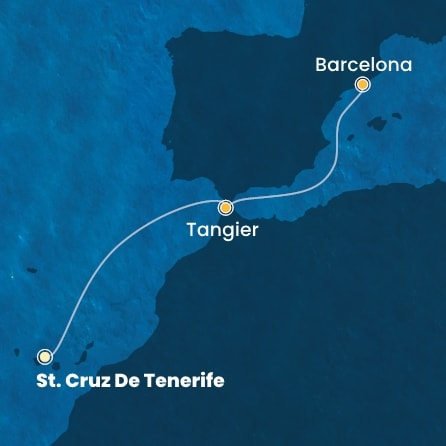 Barcelona
Tangier
St. Cruz De Tenerife